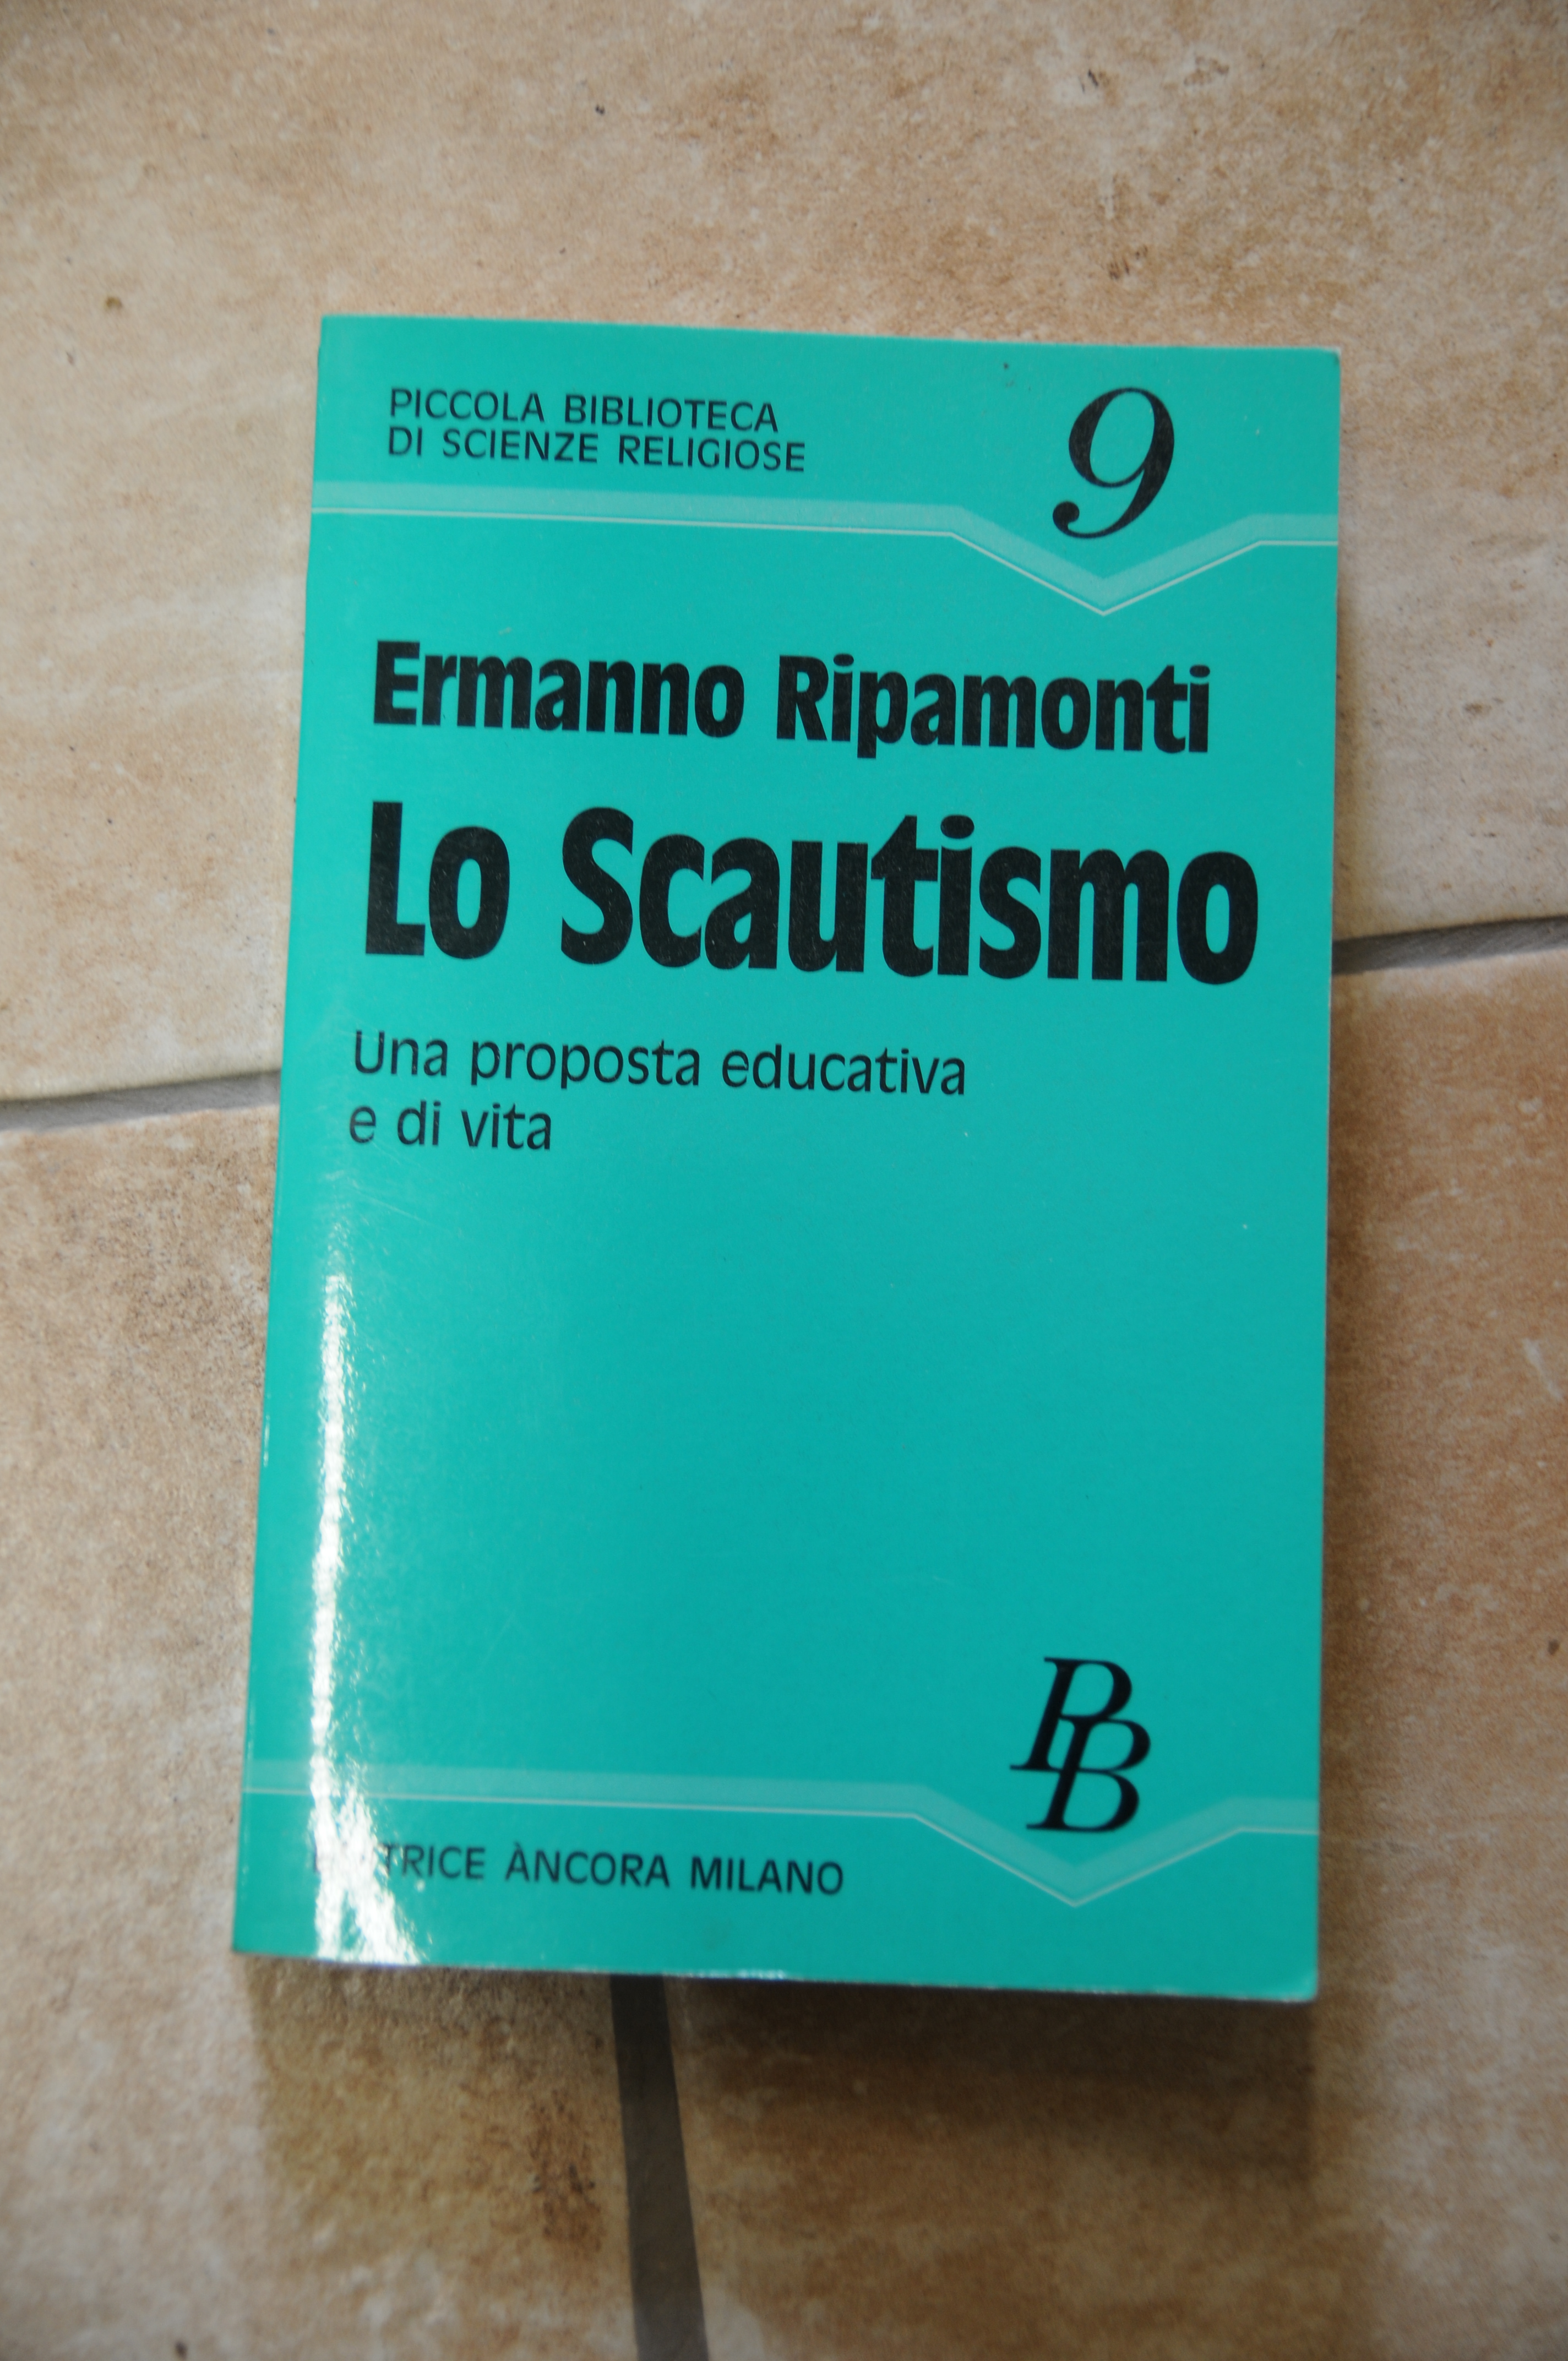 PICCOLA BIBLIOTECA
DI SCIENZE RELIGIOSE
9
Ermanno Ripamonti
Lo Scautismo
Una proposta educativa
e di vita
PB
ÀNCORA MILANO